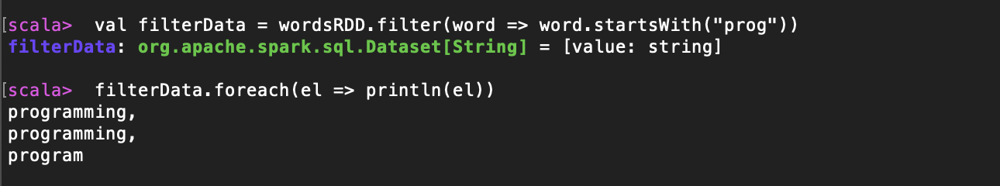 [scala>  val filterData = wordsRDD.filter(word => word.startsWith("prog"))
filterData: org.apache.spark.sql.Dataset[String] = [value: string]
[scala>  filterData.foreach(el => println(el))
programming,
programming,
program